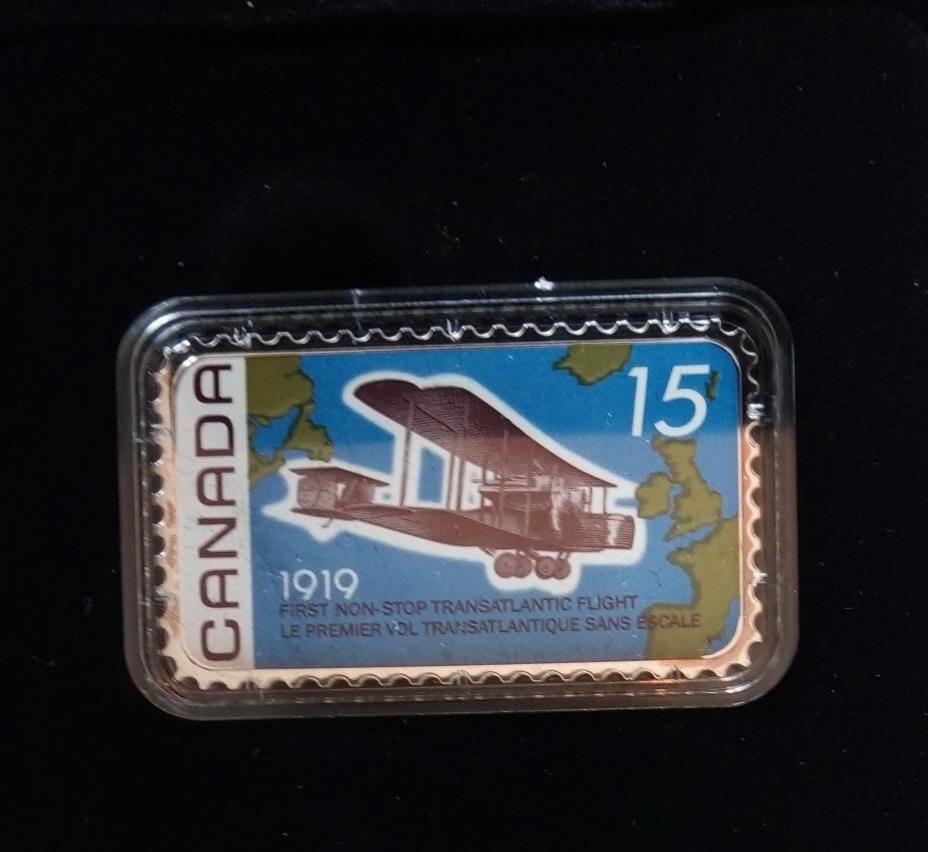 CANADA
15
1919
FIRST NON-STOP TRANSATLANTIC FLIGHT
LE PREMIER VOL TRANSATLANTIQUE SANS ESCALE